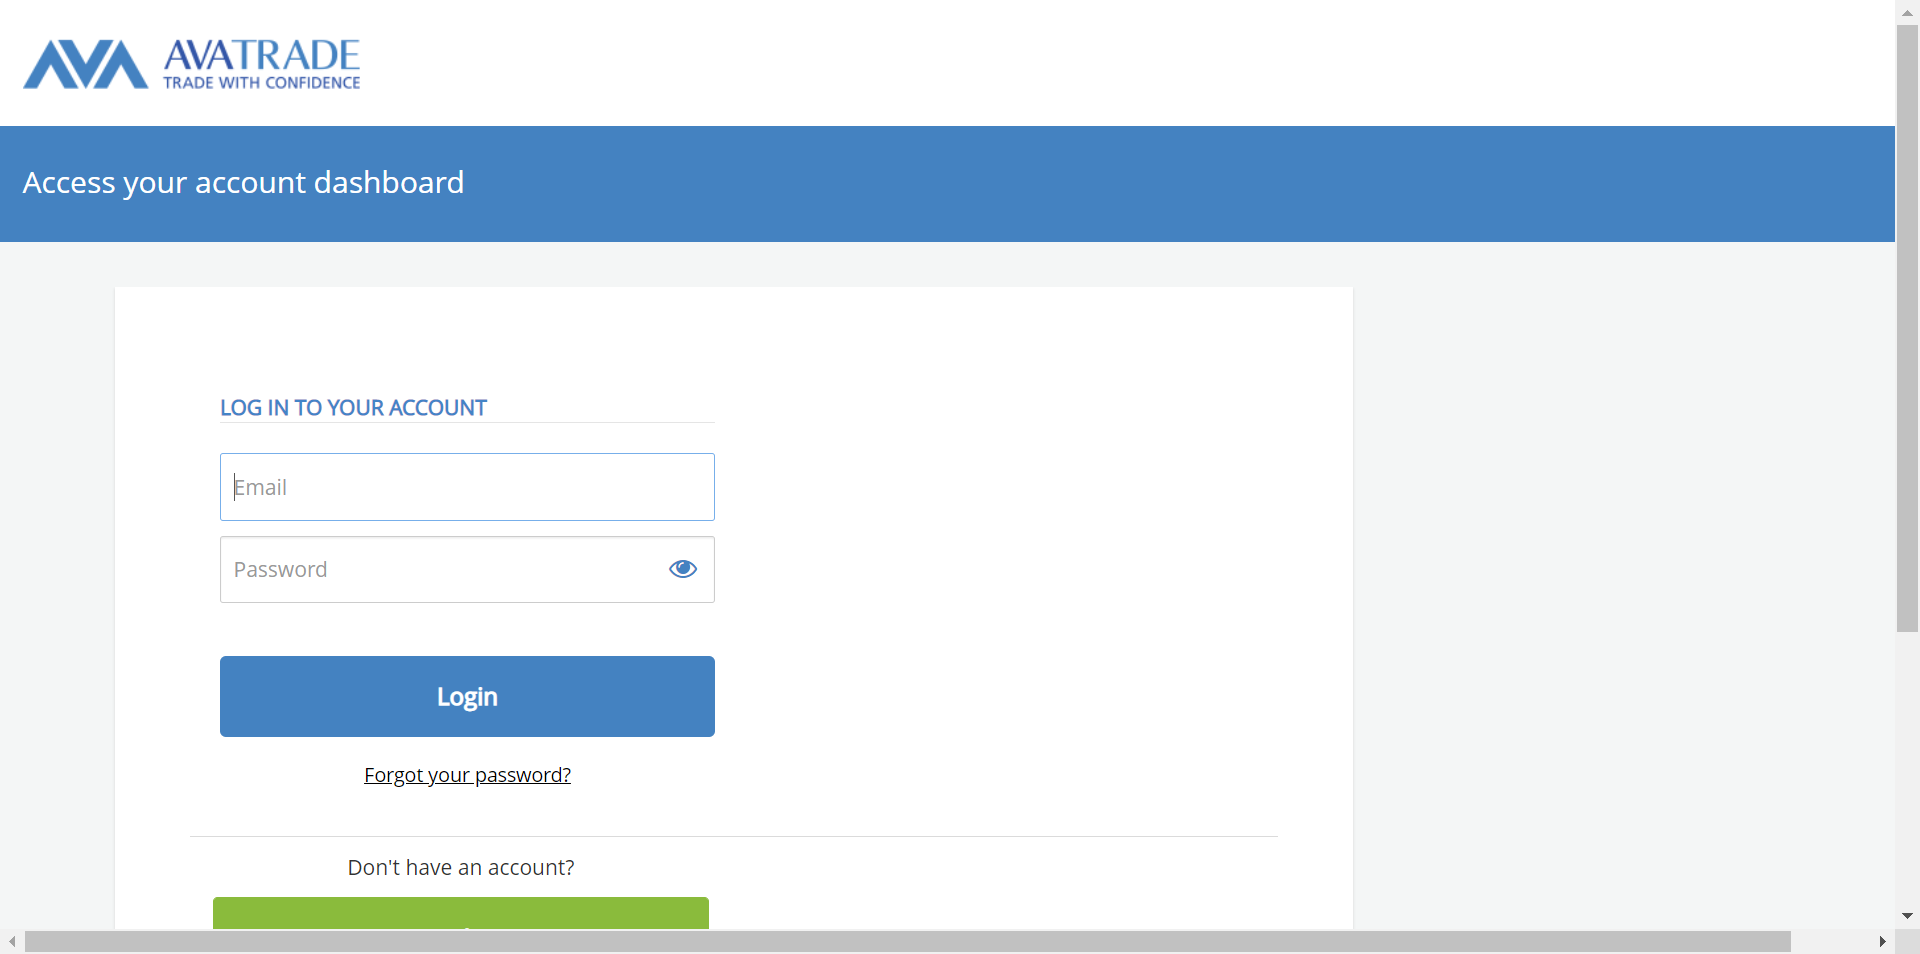 AVATRADE
TRADE WITH CONFIDENCE
Access your account dashboard
LOG IN TO YOUR ACCOUNT
Email
Password
Login
Forgot your password?
Don't have an account?